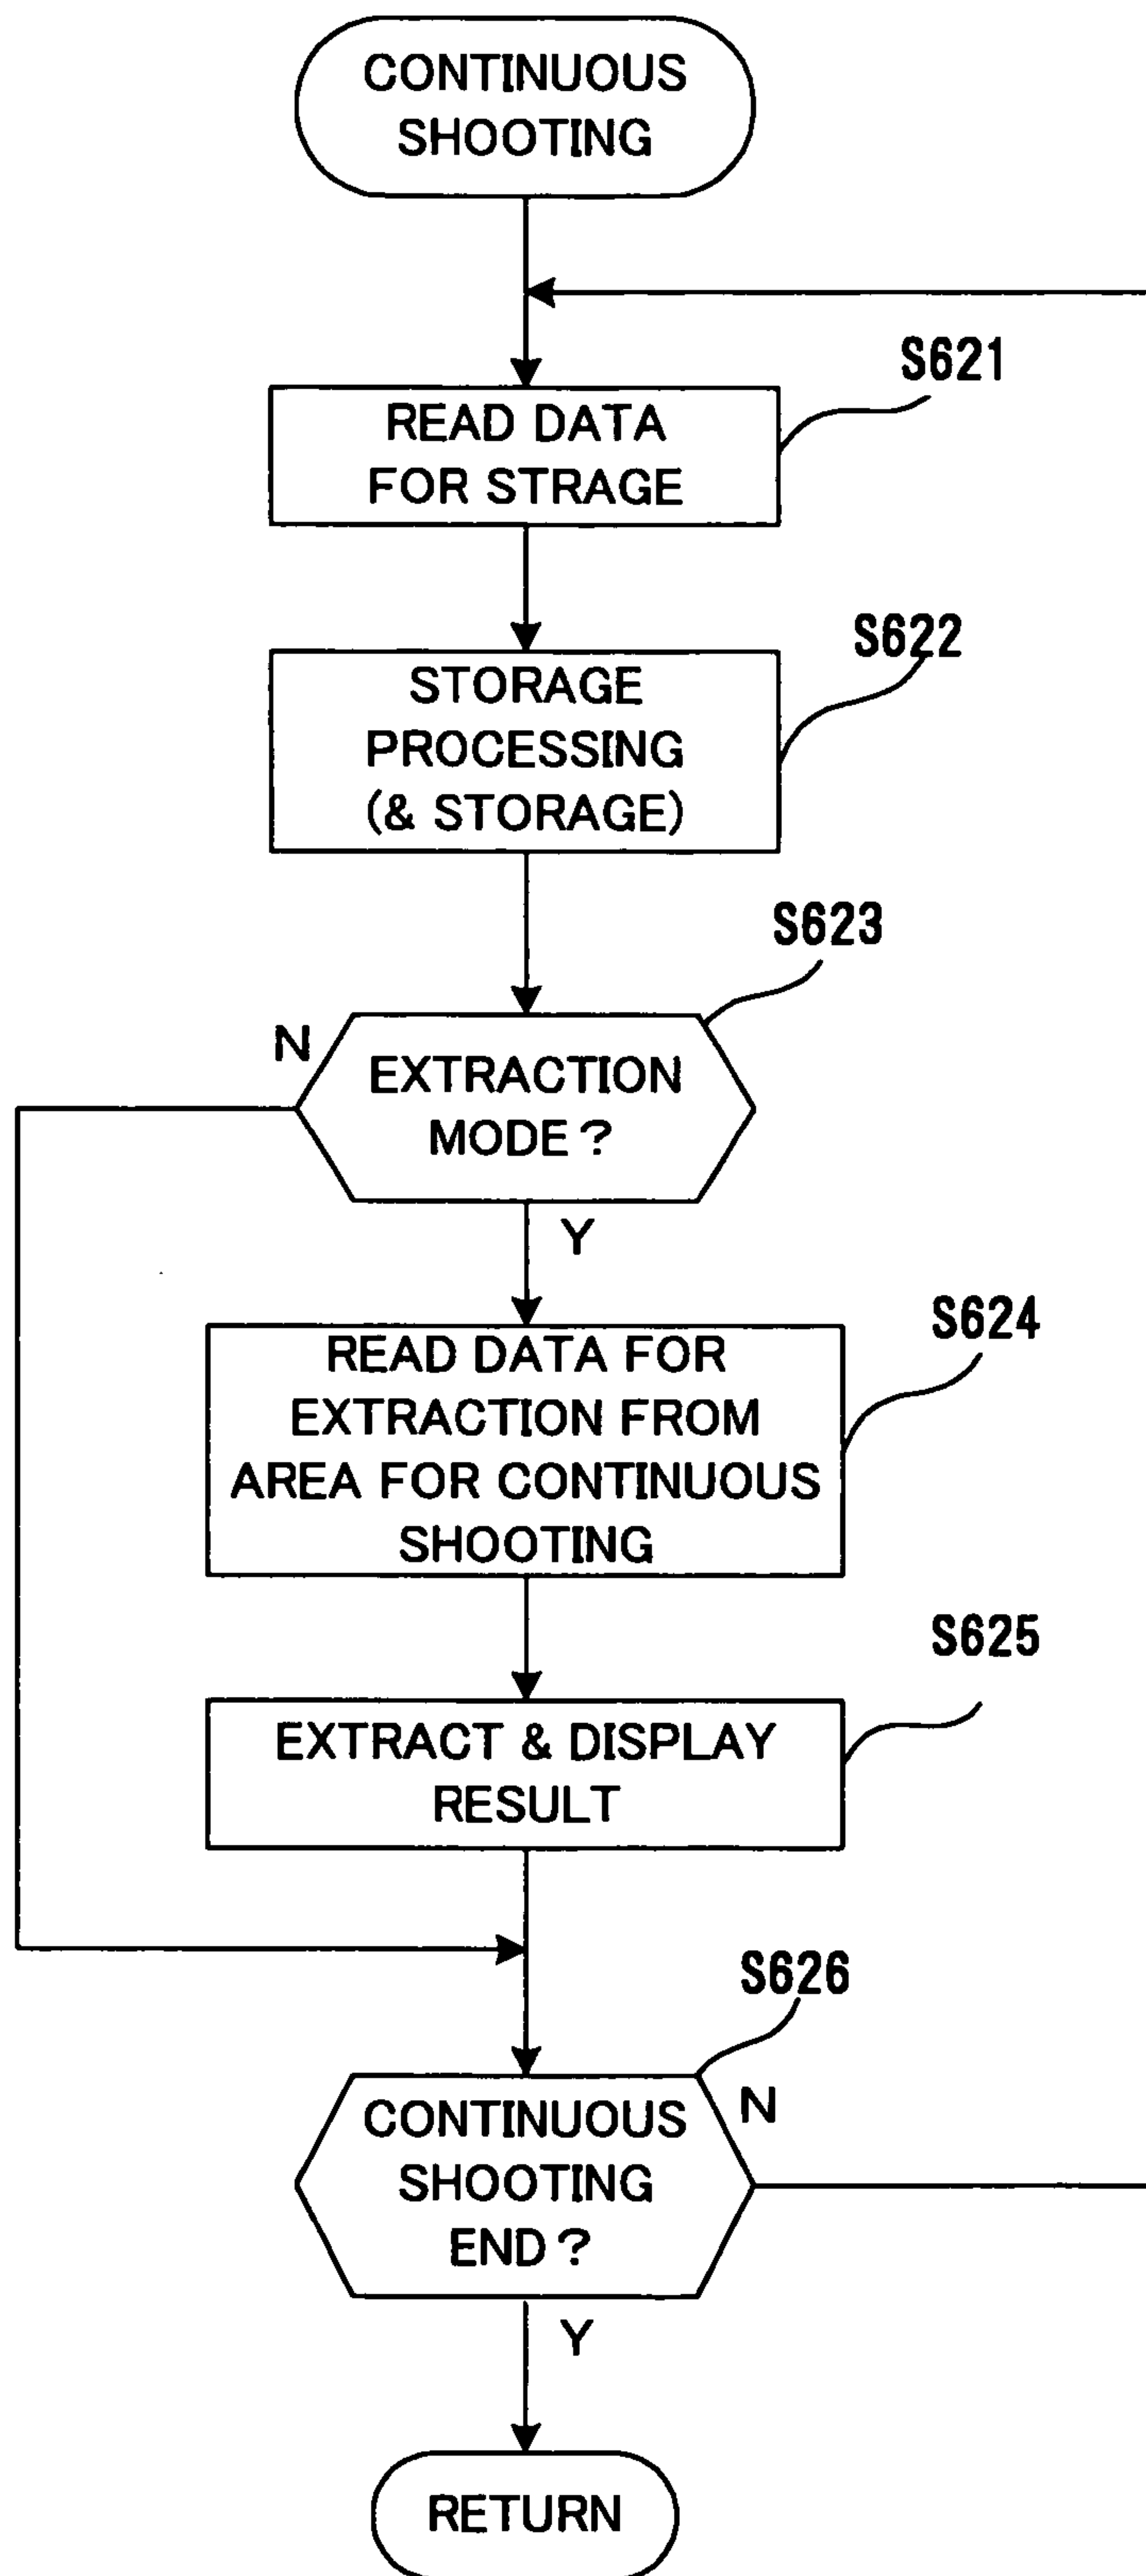 CONTINUOUS
SHOOTING
S621
READ DATA
FOR STRAGE
S622
STORAGE
PROCESSING
(& STORAGE)
S623
N
EXTRACTION
MODE?
Y
S624
READ DATA FOR
EXTRACTION FROM
AREA FOR CONTINUOUS
SHOOTING
S625
EXTRACT & DISPLAY
RESULT
S626
N
CONTINUOUS
SHOOTING
END?
Y
RETURN